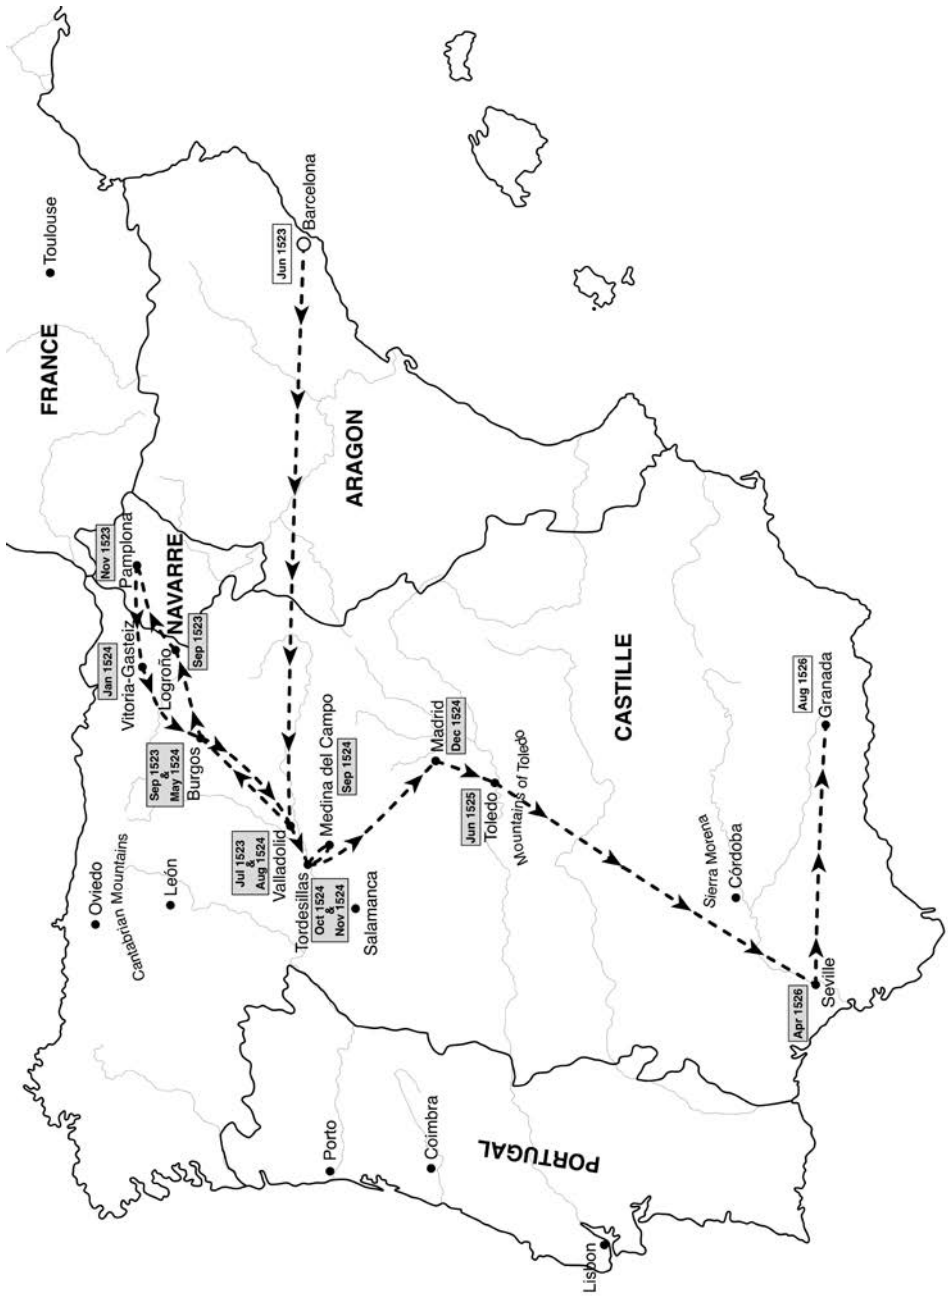 FRANCE
Toulouse
Oviedo
Cantabrian Mountains
León
Nov 1523
Pamplona
Jan 1524
Vitoria-Gasteiz
Logroño
NAVARRE
Sep 1523
Sep 1523
&
May 1524
Burgos
Jul 1523
&
Aug 1524
Valladolid
Jun 1523
Barcelona
Tordesillas
Oct 1524
&
Nov 1524
Medina del Campo
Sep 1524
Salamanca
ARAGON
Porto
Coimbra
Madrid
Dec 1524
Jun 1525
Toledo
Mountains of Toledo
PORTUGAL
Lisbon
CASTILLE
Sierra Morena
Córdoba
Apr 1526
Seville
Aug 1526
Granada